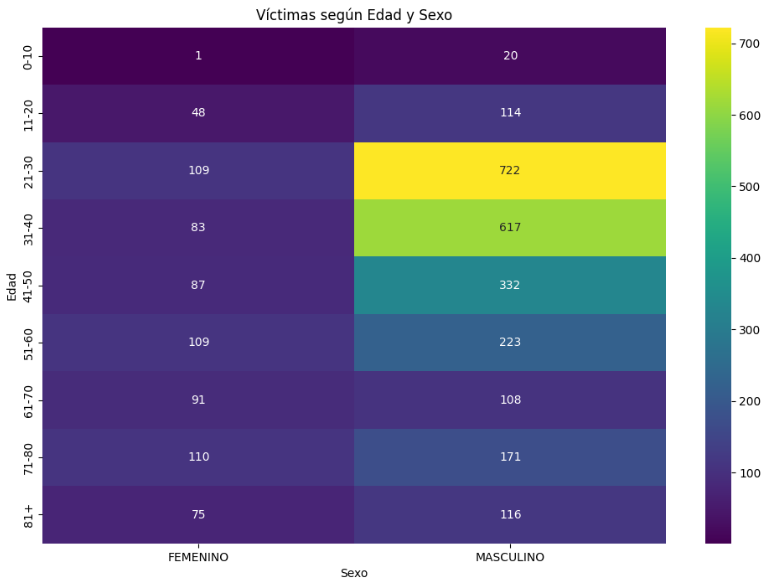 Víctimas según Edad y Sexo
Edad
0-10 1 20
11-20 48 114
21-30 109 722
31-40 83 617
41-50 87 332
51-60 109 223
61-70 91 108
71-80 110 171
81+ 75 116
FEMENINO MASCULINO
Sexo
700
600
500
400
300
200
100